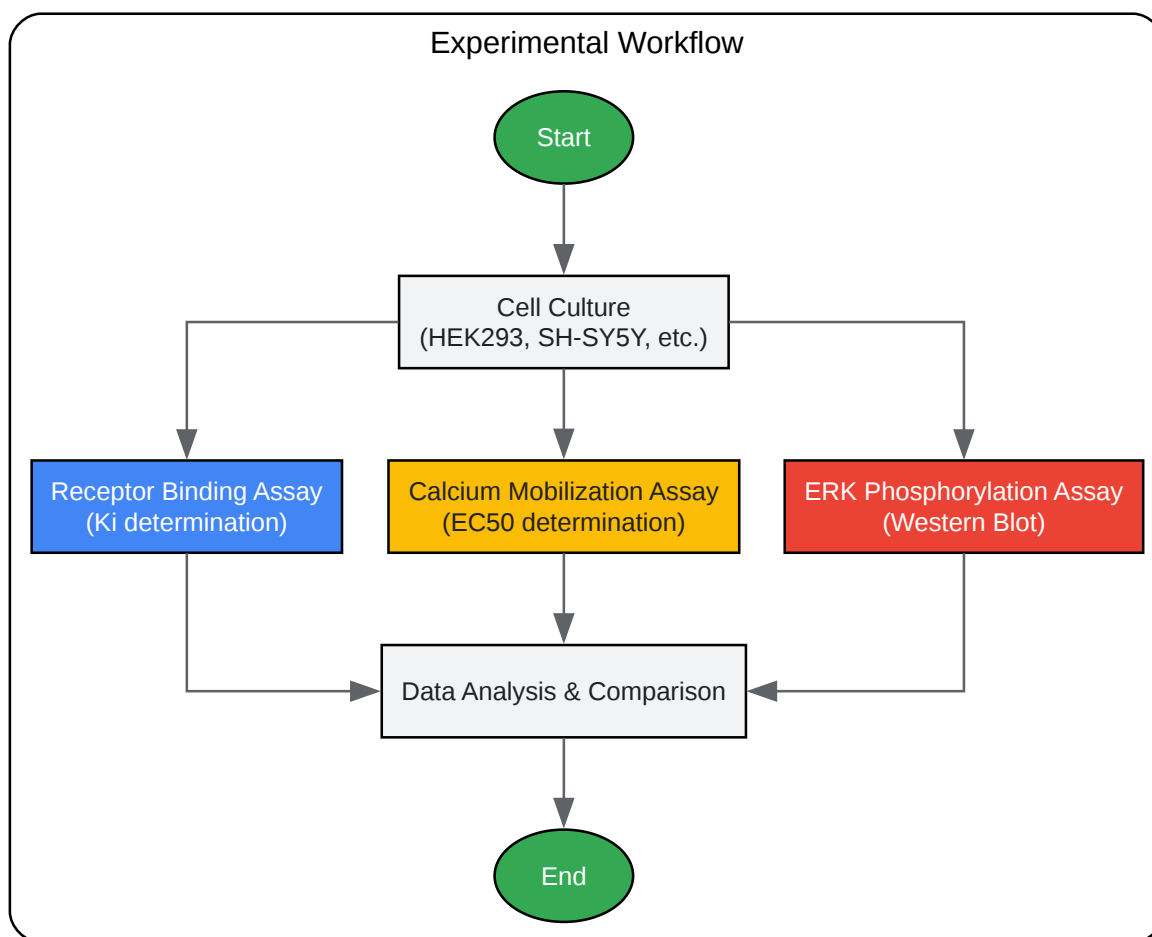 Experimental Workflow
Start
Cell Culture
(HEK293, SH-SY5Y, etc.)
Receptor Binding Assay
(Ki determination)
Calcium Mobilization Assay
(EC50 determination)
ERK Phosphorylation Assay
(Western Blot)
Data Analysis & Comparison
End